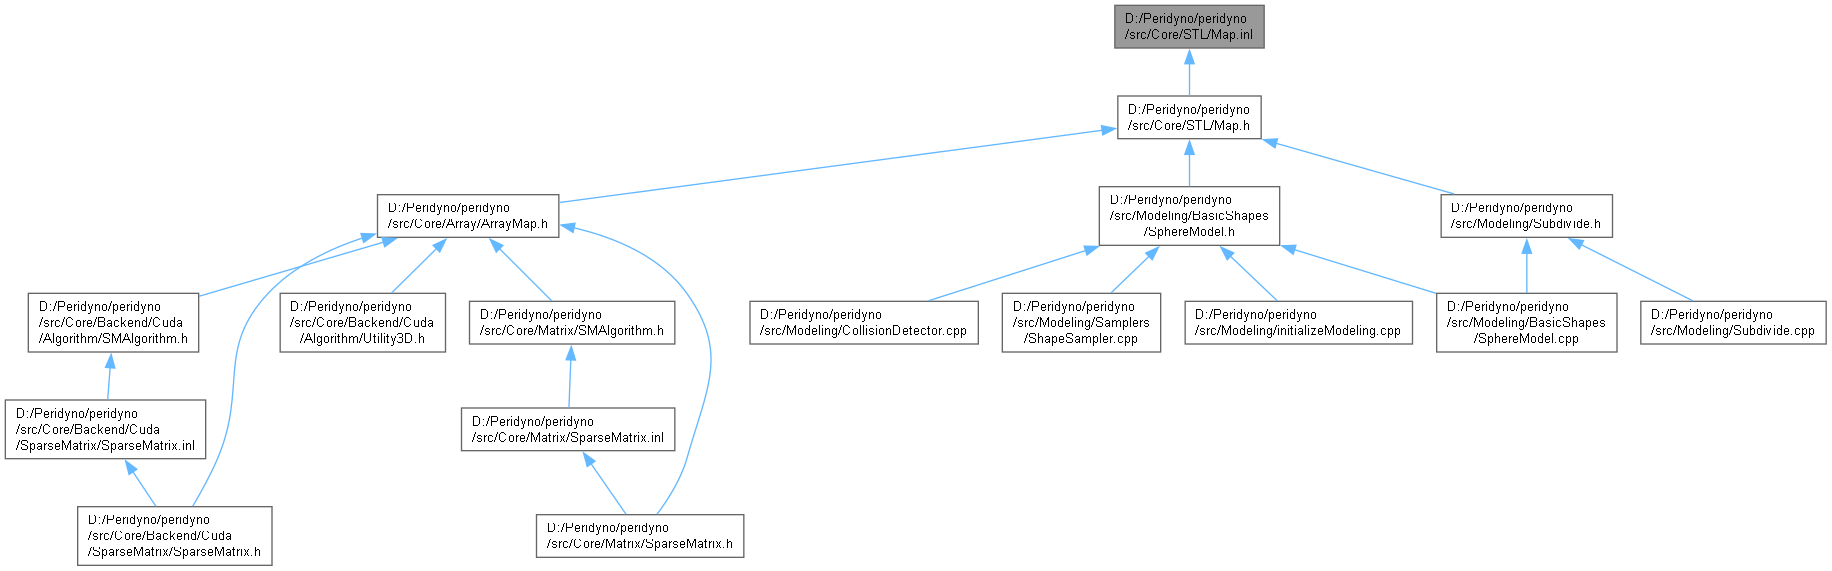 D:/Peridyno/peridyno
/src/Core/STL/Map.inl
D:/Peridyno/peridyno
/src/Core/STL/Map.h
D:/Peridyno/peridyno
/src/Core/Array/ArrayMap.h
D:/Peridyno/peridyno
/src/Modeling/BasicShapes
/SphereModel.h
D:/Peridyno/peridyno
/src/Modeling/Subdivide.h
D:/Peridyno/peridyno
/src/Core/Backend/Cuda
/Algorithm/SMAlgorithm.h
D:/Peridyno/peridyno
/src/Core/Backend/Cuda
/Algorithm/Utility3D.h
D:/Peridyno/peridyno
/src/Core/Matrix/SMAlgorithm.h
D:/Peridyno/peridyno
/src/Modeling/CollisionDetector.cpp
D:/Peridyno/peridyno
/src/Modeling/Samplers
/ShapeSampler.cpp
D:/Peridyno/peridyno
/src/Modeling/initializeModeling.cpp
D:/Peridyno/peridyno
/src/Modeling/BasicShapes
/SphereModel.cpp
D:/Peridyno/peridyno
/src/Modeling/Subdivide.cpp
D:/Peridyno/peridyno
/src/Core/Backend/Cuda
/SparseMatrix/SparseMatrix.inl
D:/Peridyno/peridyno
/src/Core/Matrix/SparseMatrix.inl
D:/Peridyno/peridyno
/src/Core/Backend/Cuda
/SparseMatrix/SparseMatrix.h
D:/Peridyno/peridyno
/src/Core/Matrix/SparseMatrix.h